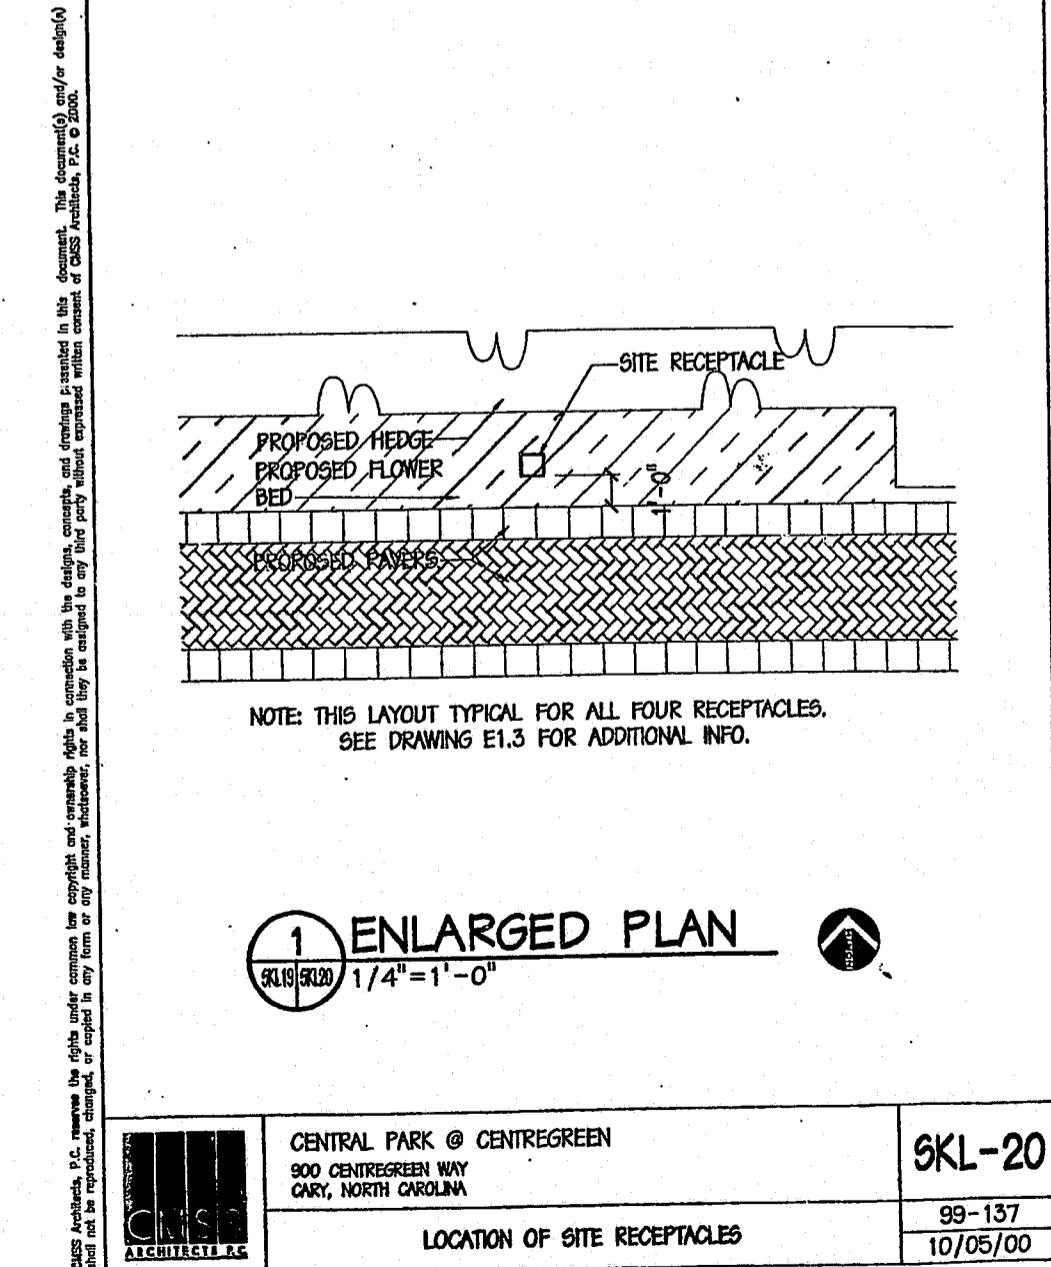 CMSS Architects, P.C. reserves the rights under common law copyright and ownership rights in connection with the designs, concepts, and drawings presented in this document. This document(s) and/or design(s)
shall not be reproduced, changed, or copied in any form or any manner, whatsoever, nor shall they be assigned to any third party without expressed written consent of CMSS Architects, P.C. © 2000.
SITE RECEPTACLE
PROPOSED HEDGE
PROPOSED FLOWER
BED
1'-0"
PROPOSED PAVERS
NOTE: THIS LAYOUT TYPICAL FOR ALL FOUR RECEPTACLES.
SEE DRAWING E1.3 FOR ADDITIONAL INFO.
1
SKL19 SKL20
ENLARGED PLAN
1/4"=1'-0"
NORTH
CMSS
ARCHITECTS P.C.
CENTRAL PARK @ CENTREGREEN
900 CENTREGREEN WAY
CARY, NORTH CAROLINA
LOCATION OF SITE RECEPTACLES
SKL-20
99-137
10/05/00